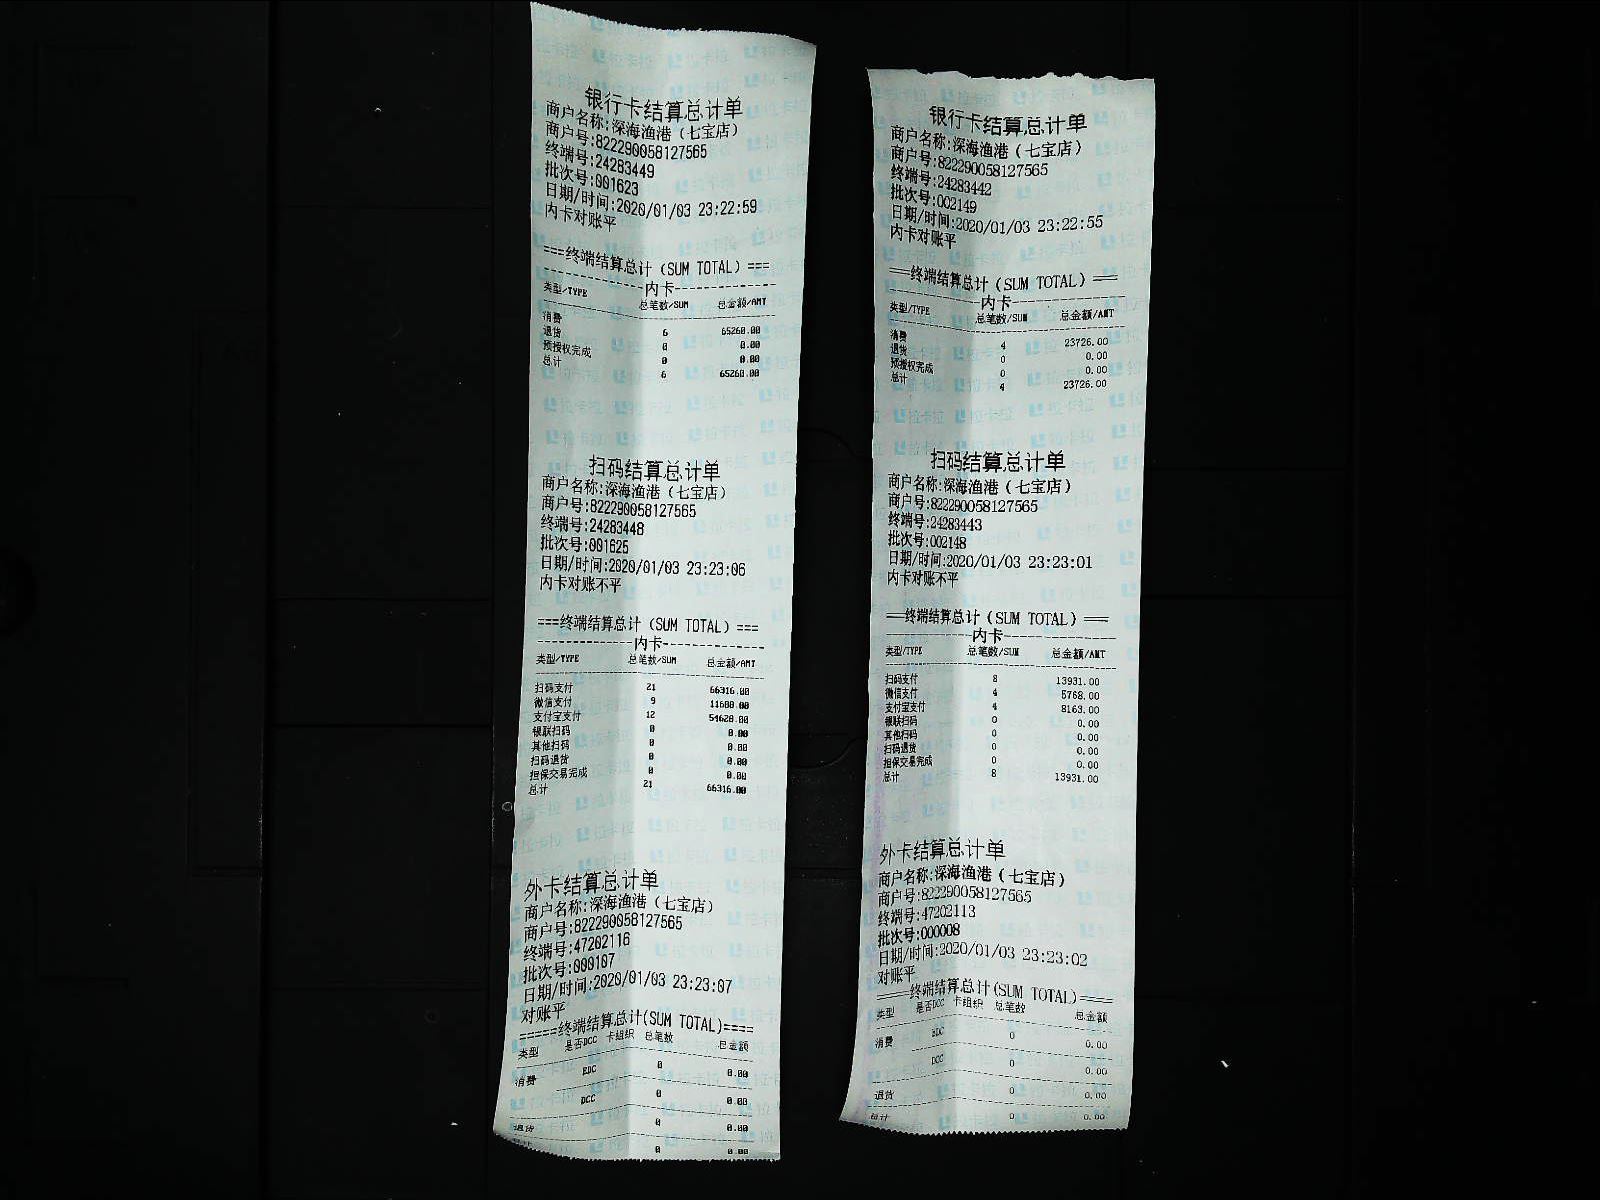 银行卡结算总计单
商户名称:深海渔港（七宝店）
商户号:822290058127565
终端号:24283449
批次号:001623
日期/时间:2020/01/03 23:22:59
内卡对账平
===终端结算总计（SUM TOTAL）===
内卡
类型/TYPE 总笔数/SUM 总金额/AMT
消费 6 65260.00
退货 0 0.00
预授权完成 0 0.00
总计 6 65260.00
扫码结算总计单
商户名称:深海渔港（七宝店）
商户号:822290058127565
终端号:24283448
批次号:001625
日期/时间:2020/01/03 23:23:06
内卡对账不平
===终端结算总计（SUM TOTAL）===
内卡
类型/TYPE 总笔数/SUM 总金额/AMT
扫码支付 21 66316.00
微信支付 9 11688.00
支付宝支付 12 54628.00
银联扫码 0 0.00
其他扫码 0 0.00
扫码退货 0 0.00
担保交易完成 0 0.00
总计 21 66316.00
外卡结算总计单
商户名称:深海渔港（七宝店）
商户号:822290058127565
终端号:47202116
批次号:000107
日期/时间:2020/01/03 23:23:07
对账平
=====终端结算总计(SUM TOTAL)====
类型 是否DCC 卡组织 总笔数 总金额
消费 EDC 0 0.00
DCC 0 0.00
退货 0 0.00
0 0.00
银行卡结算总计单
商户名称:深海渔港（七宝店）
商户号:822290058127565
终端号:24283442
批次号:002149
日期/时间:2020/01/03 23:22:55
内卡对账平
===终端结算总计（SUM TOTAL）===
内卡
类型/TYPE 总笔数/SUM 总金额/AMT
消费 4 23726.00
退货 0 0.00
预授权完成 0 0.00
总计 4 23726.00
扫码结算总计单
商户名称:深海渔港（七宝店）
商户号:822290058127565
终端号:24283443
批次号:002148
日期/时间:2020/01/03 23:23:01
内卡对账不平
===终端结算总计（SUM TOTAL）===
内卡
类型/TYPE 总笔数/SUM 总金额/AMT
扫码支付 8 13931.00
微信支付 4 5768.00
支付宝支付 4 8163.00
银联扫码 0 0.00
其他扫码 0 0.00
扫码退货 0 0.00
担保交易完成 0 0.00
总计 8 13931.00
外卡结算总计单
商户名称:深海渔港（七宝店）
商户号:822290058127565
终端号:47202113
批次号:000008
日期/时间:2020/01/03 23:23:02
对账平
=====终端结算总计(SUM TOTAL)=====
类型 是否DCC 卡组织 总笔数 总金额
消费 EDC 0 0.00
DCC 0 0.00
退货 0 0.00
总计 0 0.00